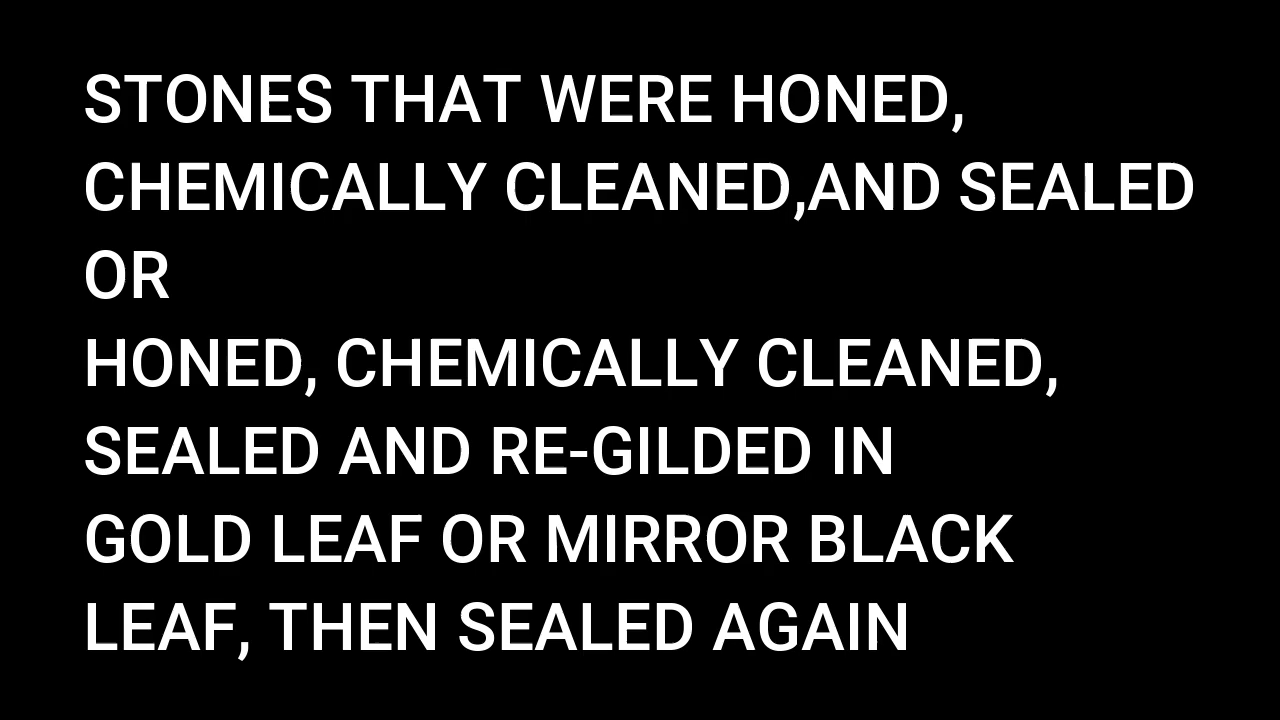 STONES THAT WERE HONED,
CHEMICALLY CLEANED,AND SEALED
OR
HONED, CHEMICALLY CLEANED,
SEALED AND RE-GILDED IN
GOLD LEAF OR MIRROR BLACK
LEAF, THEN SEALED AGAIN